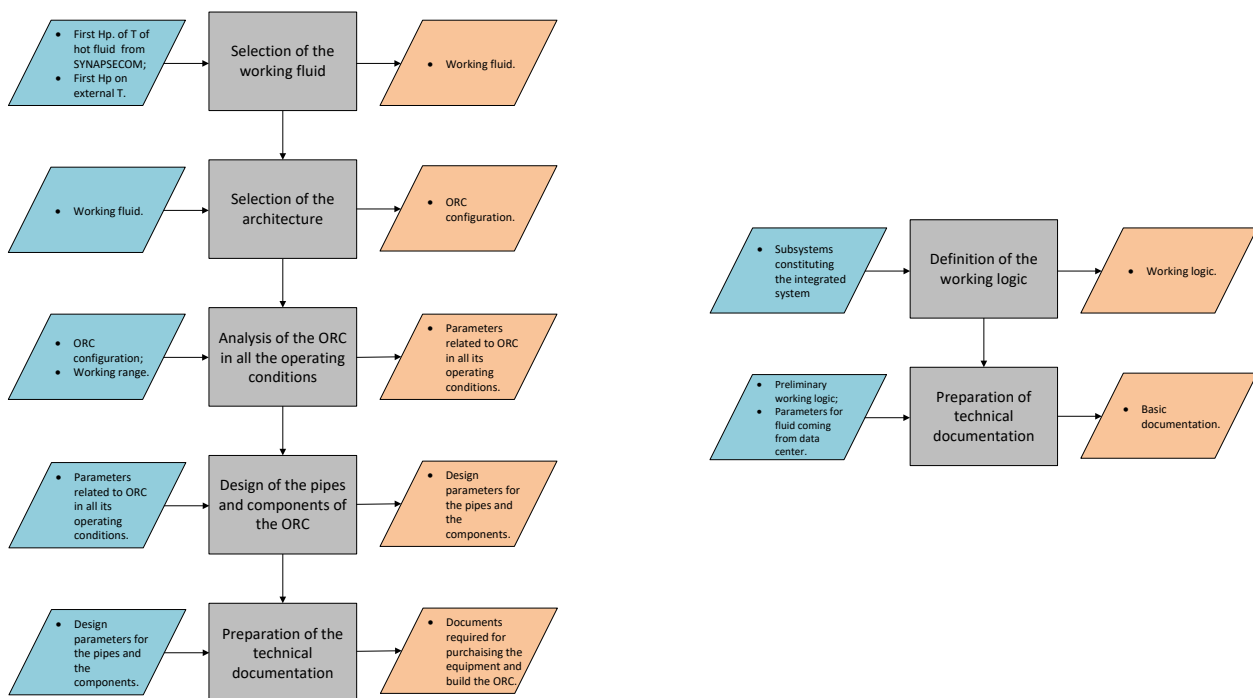 • First Hp. of T of
hot fluid from
SYNAPSECOM;
• First Hp on
external T.
Selection of the
working fluid
• Working fluid.
• Working fluid.
Selection of the
architecture
• ORC
configuration.
• ORC
configuration;
• Working range.
Analysis of the ORC
in all the operating
conditions
• Parameters
related to ORC
in all its
operating
conditions.
• Parameters
related to ORC
in all its
operating
conditions.
Design of the pipes
and components of
the ORC
• Design
parameters for
the pipes and
the
components.
• Design
parameters for
the pipes and
the
components.
Preparation of the
technical
documentation
• Documents
required for
purchaising the
equipment and
build the ORC.
• Subsystems
constituting
the integrated
system
Definition of the
working logic
• Working logic.
• Preliminary
working logic;
• Parameters for
fluid coming
from data
center.
Preparation of
technical
documentation
• Basic
documentation.